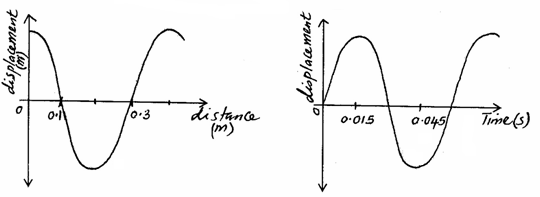 displacement
(m)
0
0.1
0.3
distance
(m)
displacement
0
0.015
0.045
Time(s)